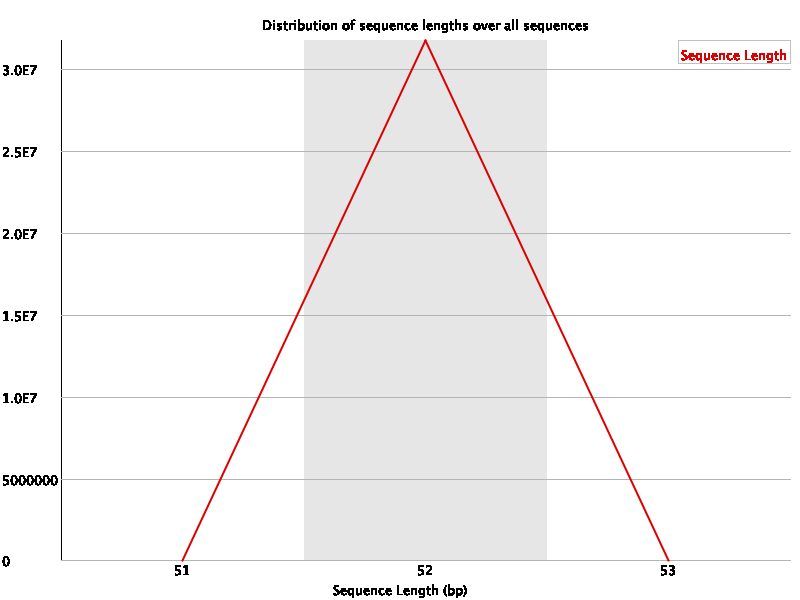 Distribution of sequence lengths over all sequences
Sequence Length
3.0E7
2.5E7
2.0E7
1.5E7
1.0E7
5000000
0
51 52 53
Sequence Length (bp)